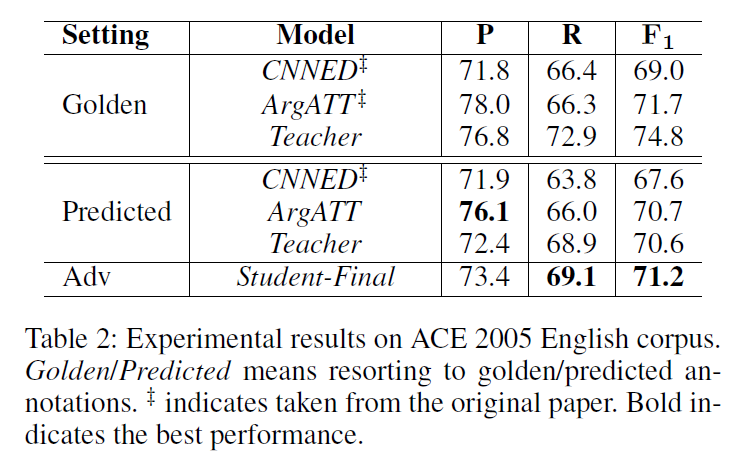 Setting Model P R F1
CNNED‡ 71.8 66.4 69.0
Golden ArgATT‡ 78.0 66.3 71.7
Teacher 76.8 72.9 74.8
CNNED‡ 71.9 63.8 67.6
Predicted ArgATT 76.1 66.0 70.7
Teacher 72.4 68.9 70.6
Adv Student-Final 73.4 69.1 71.2
Table 2: Experimental results on ACE 2005 English corpus.
Golden/Predicted means resorting to golden/predicted an-
notations. ‡ indicates taken from the original paper. Bold in-
dicates the best performance.